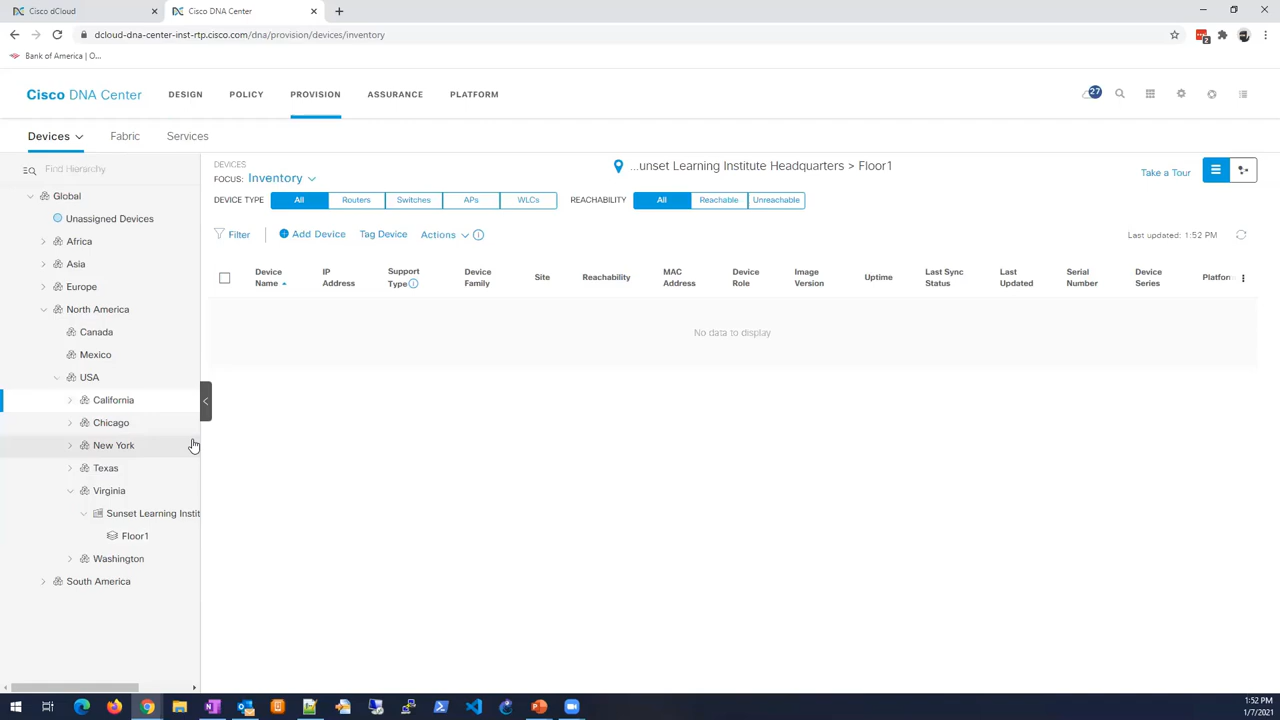 Cisco dCloud
Cisco DNA Center
dcloud-dna-center-inst-rtp.cisco.com/dna/provision/devices/inventory
2
Bank of America | O...
Cisco DNA Center
DESIGN
POLICY
PROVISION
ASSURANCE
PLATFORM
27
Devices
Fabric
Services
Find Hierarchy
Global
Unassigned Devices
Africa
Asia
Europe
North America
Canada
Mexico
USA
California
Chicago
New York
Texas
Virginia
Sunset Learning Instit
Floor1
Washington
South America
DEVICES
FOCUS: Inventory
...unset Learning Institute Headquarters > Floor1
Take a Tour
DEVICE TYPE All Routers Switches APs WLCs REACHABILITY All Reachable Unreachable
Filter Add Device Tag Device Actions
Last updated: 1:52 PM
Device Name
IP Address
Support Type
Device Family
Site
Reachability
MAC Address
Device Role
Image Version
Uptime
Last Sync Status
Last Updated
Serial Number
Device Series
Platforn
No data to display
1:52 PM
1/7/2021